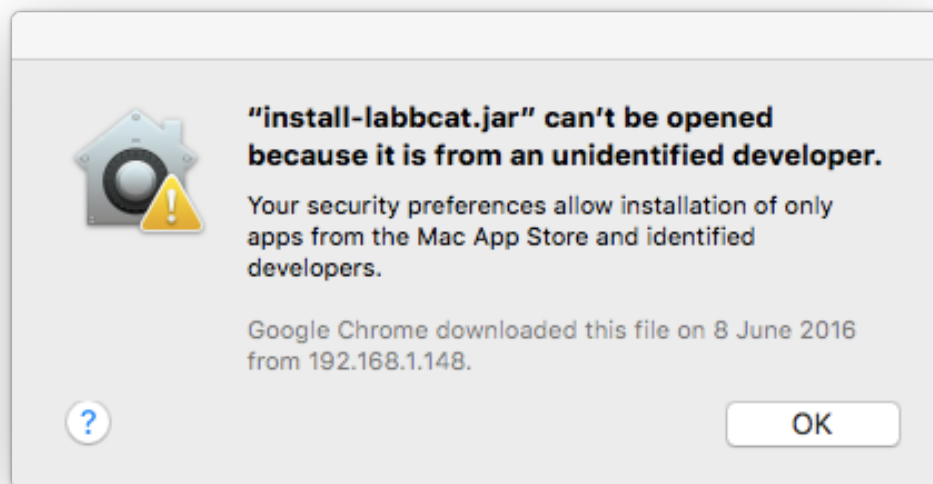 “install-labbcat.jar” can’t be opened
because it is from an unidentified developer.
Your security preferences allow installation of only
apps from the Mac App Store and identified
developers.
Google Chrome downloaded this file on 8 June 2016
from 192.168.1.148.
?
OK